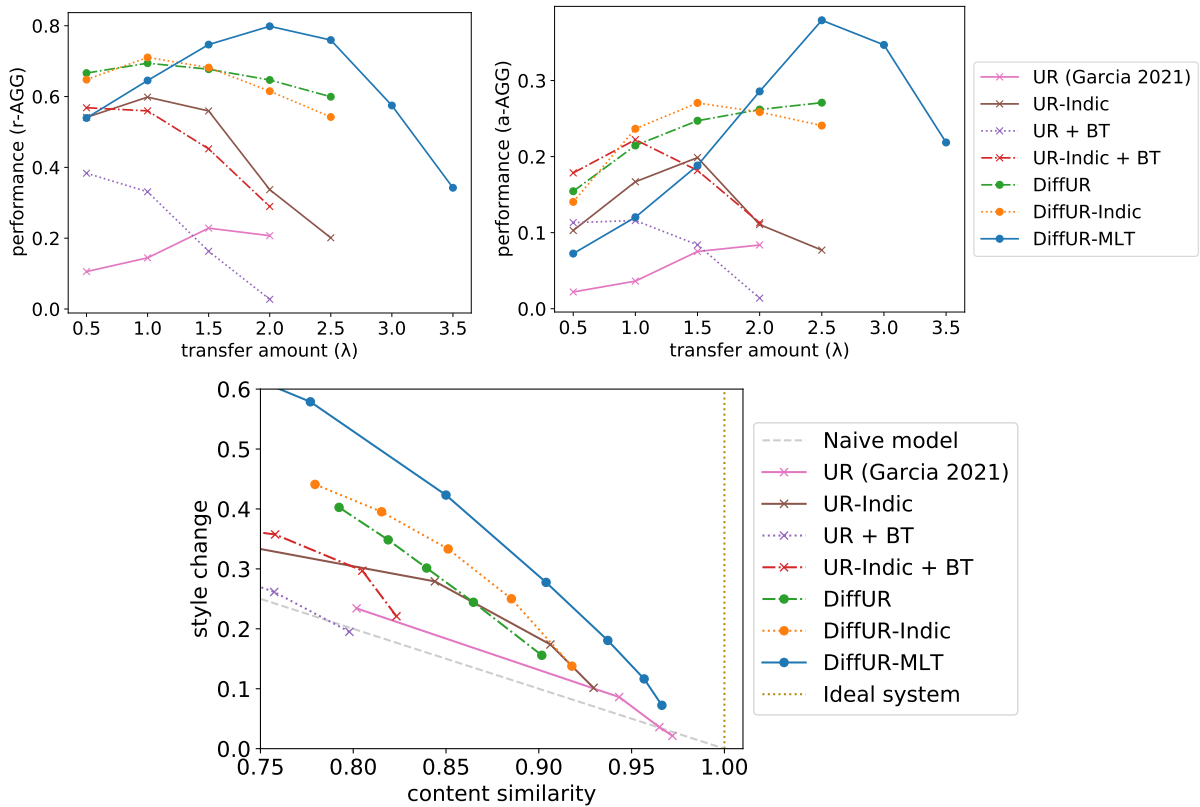 performance (r-AGG)
0.8
0.6
0.4
0.2
0.0
0.5 1.0 1.5 2.0 2.5 3.0 3.5
transfer amount (λ)
performance (a-AGG)
0.3
0.2
0.1
0.0
0.5 1.0 1.5 2.0 2.5 3.0 3.5
transfer amount (λ)
UR (Garcia 2021)
UR-Indic
UR + BT
UR-Indic + BT
DiffUR
DiffUR-Indic
DiffUR-MLT
style change
0.6
0.5
0.4
0.3
0.2
0.1
0.0
0.75 0.80 0.85 0.90 0.95 1.00
content similarity
Naive model
UR (Garcia 2021)
UR-Indic
UR + BT
UR-Indic + BT
DiffUR
DiffUR-Indic
DiffUR-MLT
Ideal system